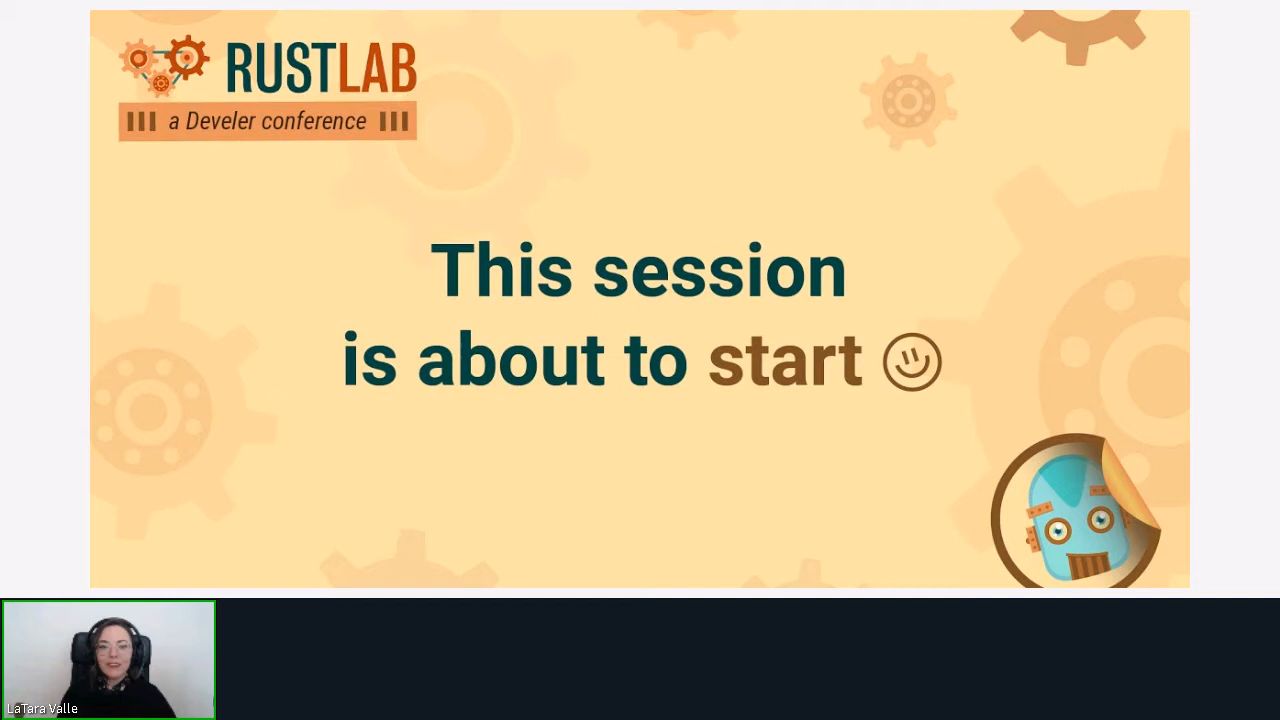 RUSTLAB
a Develer conference
This session
is about to start
LaTara Valle